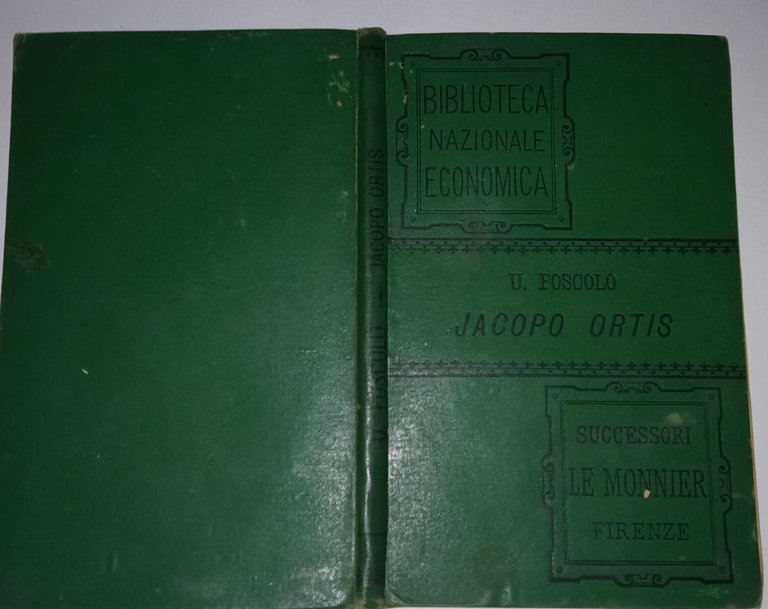 U. FOSCOLO — JACOPO ORTIS
BIBLIOTECA
NAZIONALE
ECONOMICA
U. FOSCOLO
JACOPO ORTIS
SUCCESSORI
LE MONNIER
FIRENZE